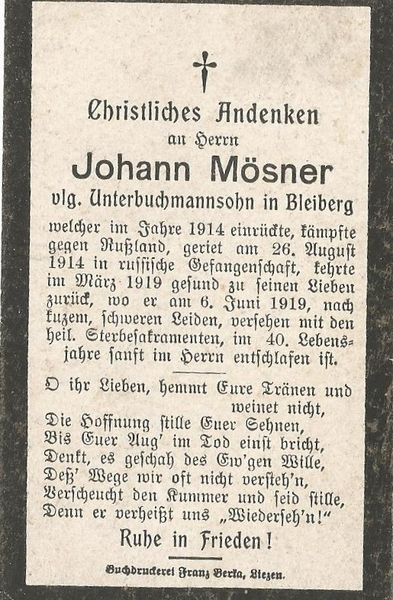 Christliches Andenken
an Herrn
Johann Mösner
vlg. Unterbuchmannsohn in Bleiberg
welcher im Jahre 1914 einrückte, kämpfte
gegen Rußland, geriet am 26. August
1914 in russische Gefangenschaft, kehrte
im März 1919 gesund zu seinen Lieben
zurück, wo er am 6. Juni 1919, nach
kuzem, schweren Leiden, versehen mit den
heil. Sterbesakramenten, im 40. Lebens-
jahre sanft im Herrn entschlafen ist.
O ihr Lieben, hemmt Eure Tränen und
weinet nicht,
Die Hoffnung stille Euer Sehnen,
Bis Euer Aug' im Tod einst bricht,
Denkt, es geschah des Ew'gen Wille,
Deß' Wege wir oft nicht versteh'n,
Verscheucht den Kummer und seid stille,
Denn er verheißt uns „Wiederseh'n!"
Ruhe in Frieden!
Buchdruckerei Franz Berka, Liezen.